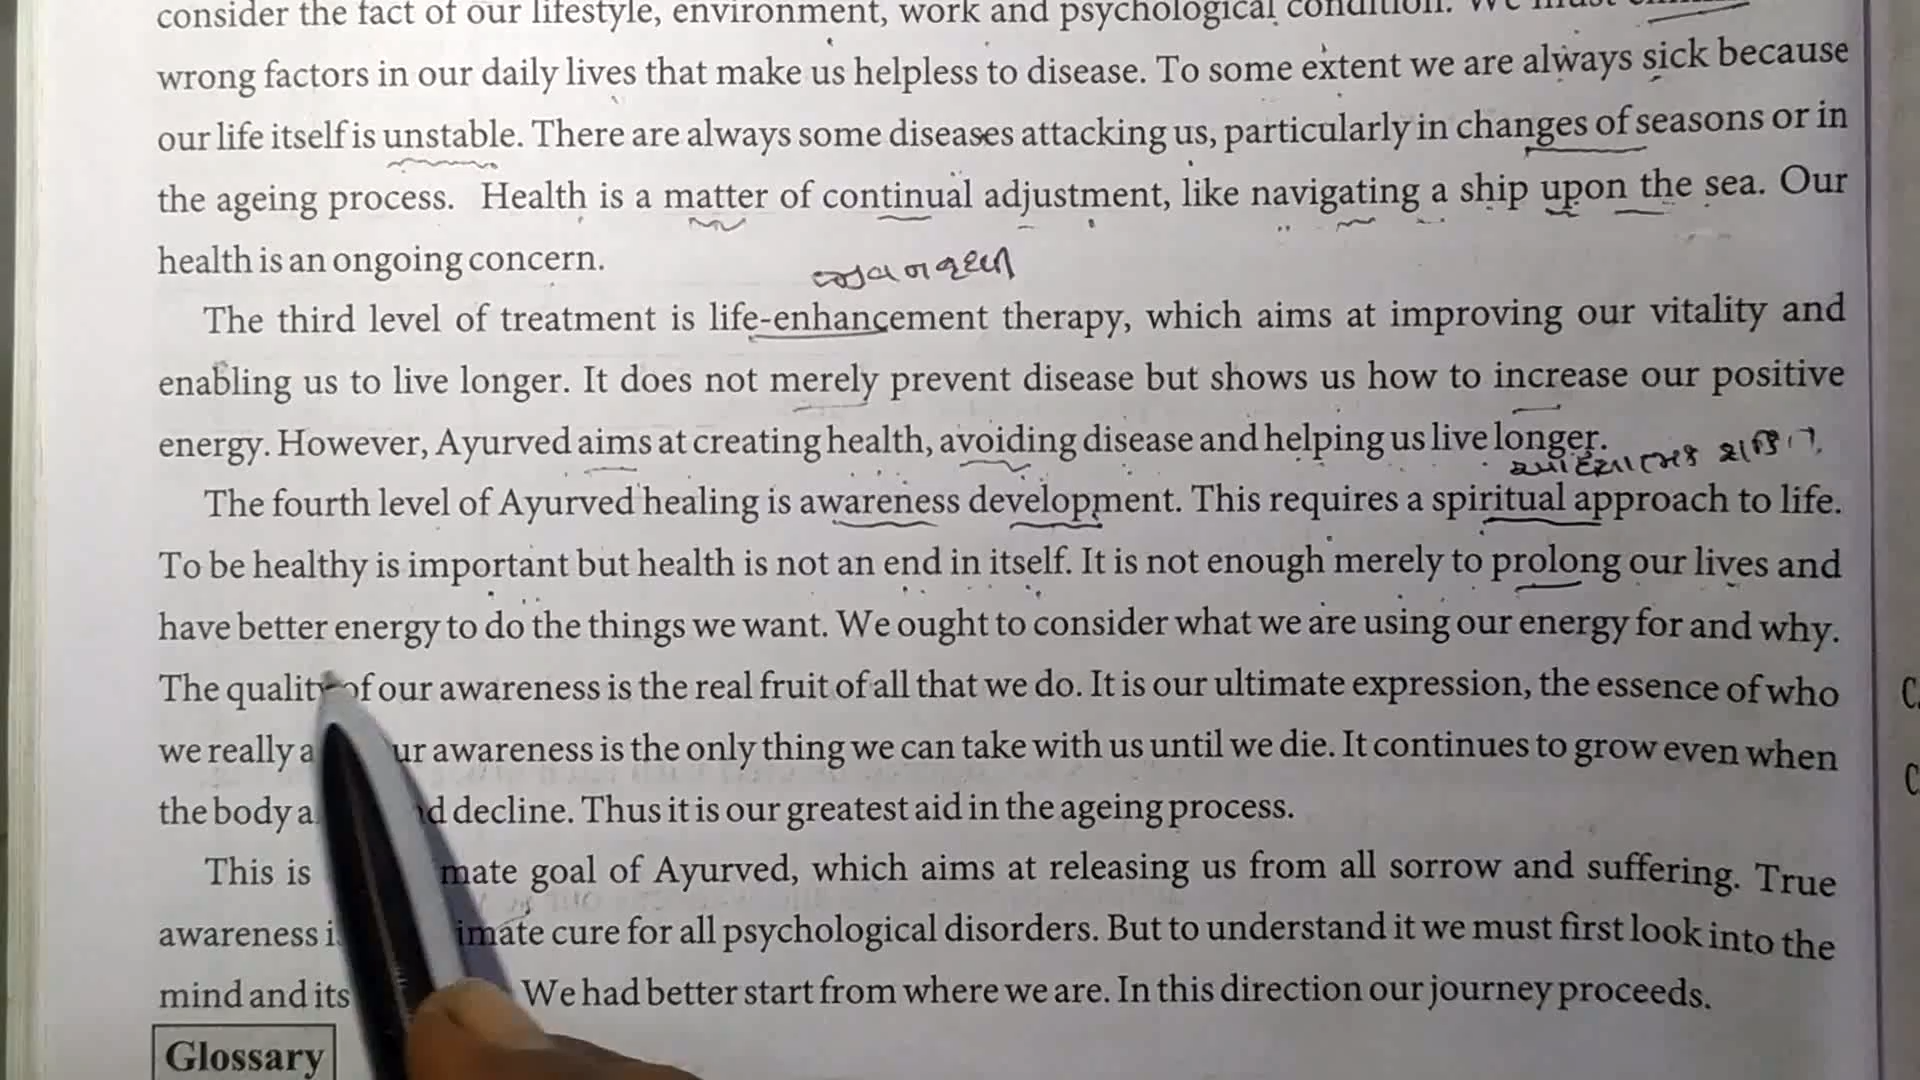 consider the fact of our lifestyle, environment, work and psychological condition. We must
wrong factors in our daily lives that make us helpless to disease. To some extent we are always sick because
our life itself is unstable. There are always some diseases attacking us, particularly in changes of seasons or in
the ageing process. Health is a matter of continual adjustment, like navigating a ship upon the sea. Our
health is an ongoing concern.
The third level of treatment is life-enhancement therapy, which aims at improving our vitality and
enabling us to live longer. It does not merely prevent disease but shows us how to increase our positive
energy. However, Ayurved aims at creating health, avoiding disease and helping us live longer.
The fourth level of Ayurved healing is awareness development. This requires a spiritual approach to life.
To be healthy is important but health is not an end in itself. It is not enough merely to prolong our lives and
have better energy to do the things we want. We ought to consider what we are using our energy for and why.
The quality of our awareness is the real fruit of all that we do. It is our ultimate expression, the essence of who
we really a ur awareness is the only thing we can take with us until we die. It continues to grow even when
the body a d decline. Thus it is our greatest aid in the ageing process.
This is mate goal of Ayurved, which aims at releasing us from all sorrow and suffering. True
awareness i imate cure for all psychological disorders. But to understand it we must first look into the
mind and its We had better start from where we are. In this direction our journey proceeds.
Glossary